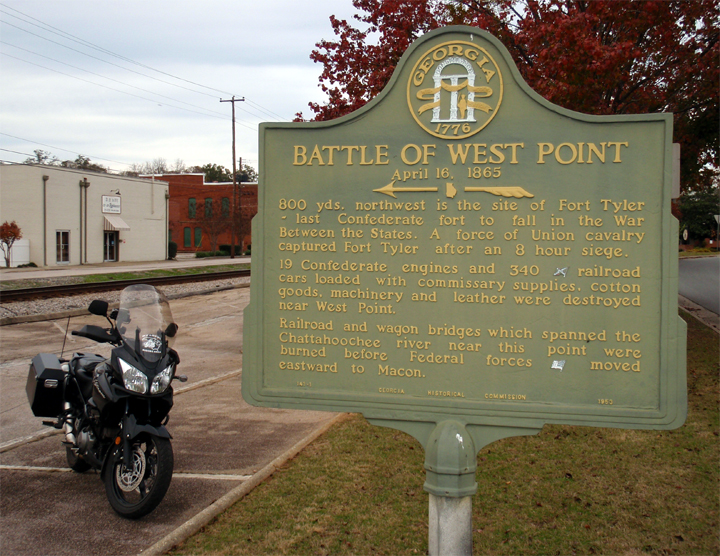 GEORGIA
1776
BATTLE OF WEST POINT
April 16, 1865
800 yds. northwest is the site of Fort Tyler
- last Confederate fort to fall in the War
Between the States. A force of Union cavalry
captured Fort Tyler after an 8 hour siege.
19 Confederate engines and 340 railroad
cars loaded with commissary supplies, cotton
goods, machinery and leather were destroyed
near West Point.
Railroad and wagon bridges which spanned the
Chattahoochee river near this point were
burned before Federal forces moved
eastward to Macon.
GEORGIA HISTORICAL COMMISSION